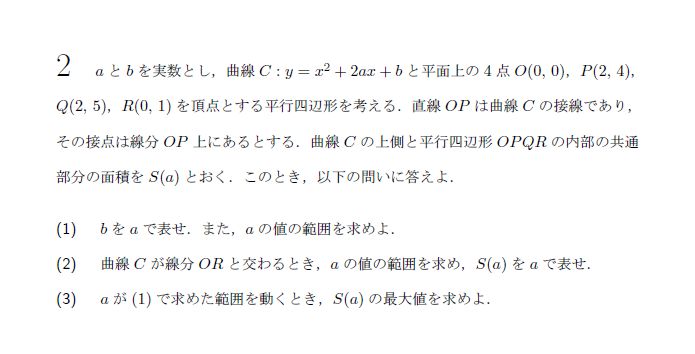 2 aとbを実数とし，曲線 C : y = x² + 2ax + b と平面上の 4 点 O(0, 0)，P(2, 4)，
Q(2, 5)，R(0, 1) を頂点とする平行四辺形を考える．直線 OP は曲線 C の接線であり，
その接点は線分 OP 上にあるとする．曲線 C の上側と平行四辺形 OPQR の内部の共通
部分の面積を S(a) とおく．このとき，以下の問いに答えよ．
(1) b を a で表せ．また，a の値の範囲を求めよ．
(2) 曲線 C が線分 OR と交わるとき，a の値の範囲を求め，S(a) を a で表せ．
(3) a が (1) で求めた範囲を動くとき，S(a) の最大値を求めよ．